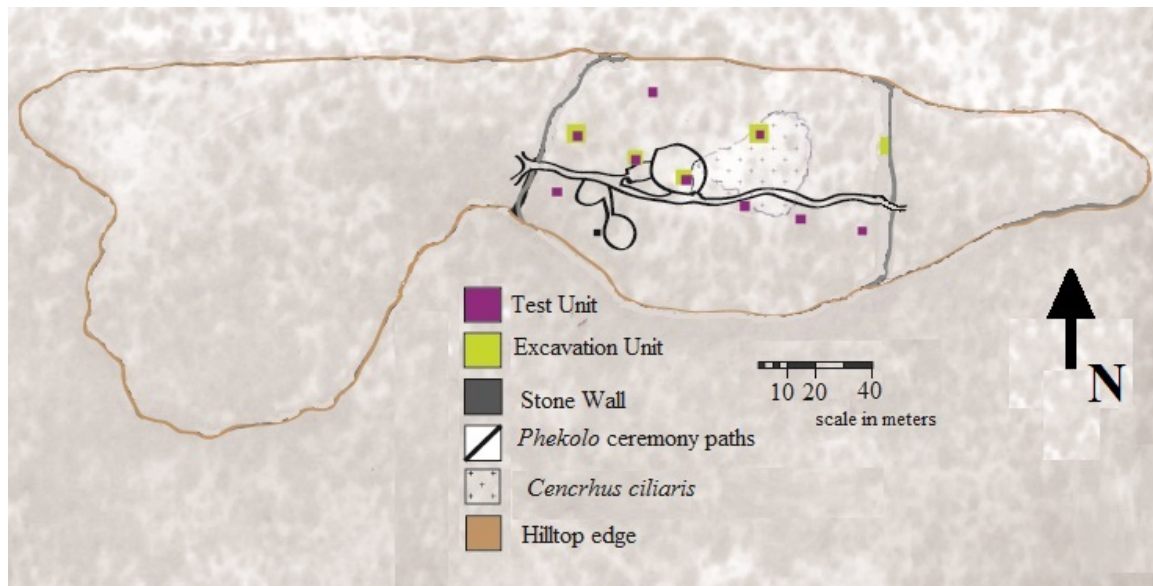 Test Unit
Excavation Unit
Stone Wall
Phekolo ceremony paths
Cencrhus ciliaris
Hilltop edge
10 20 40
scale in meters
N